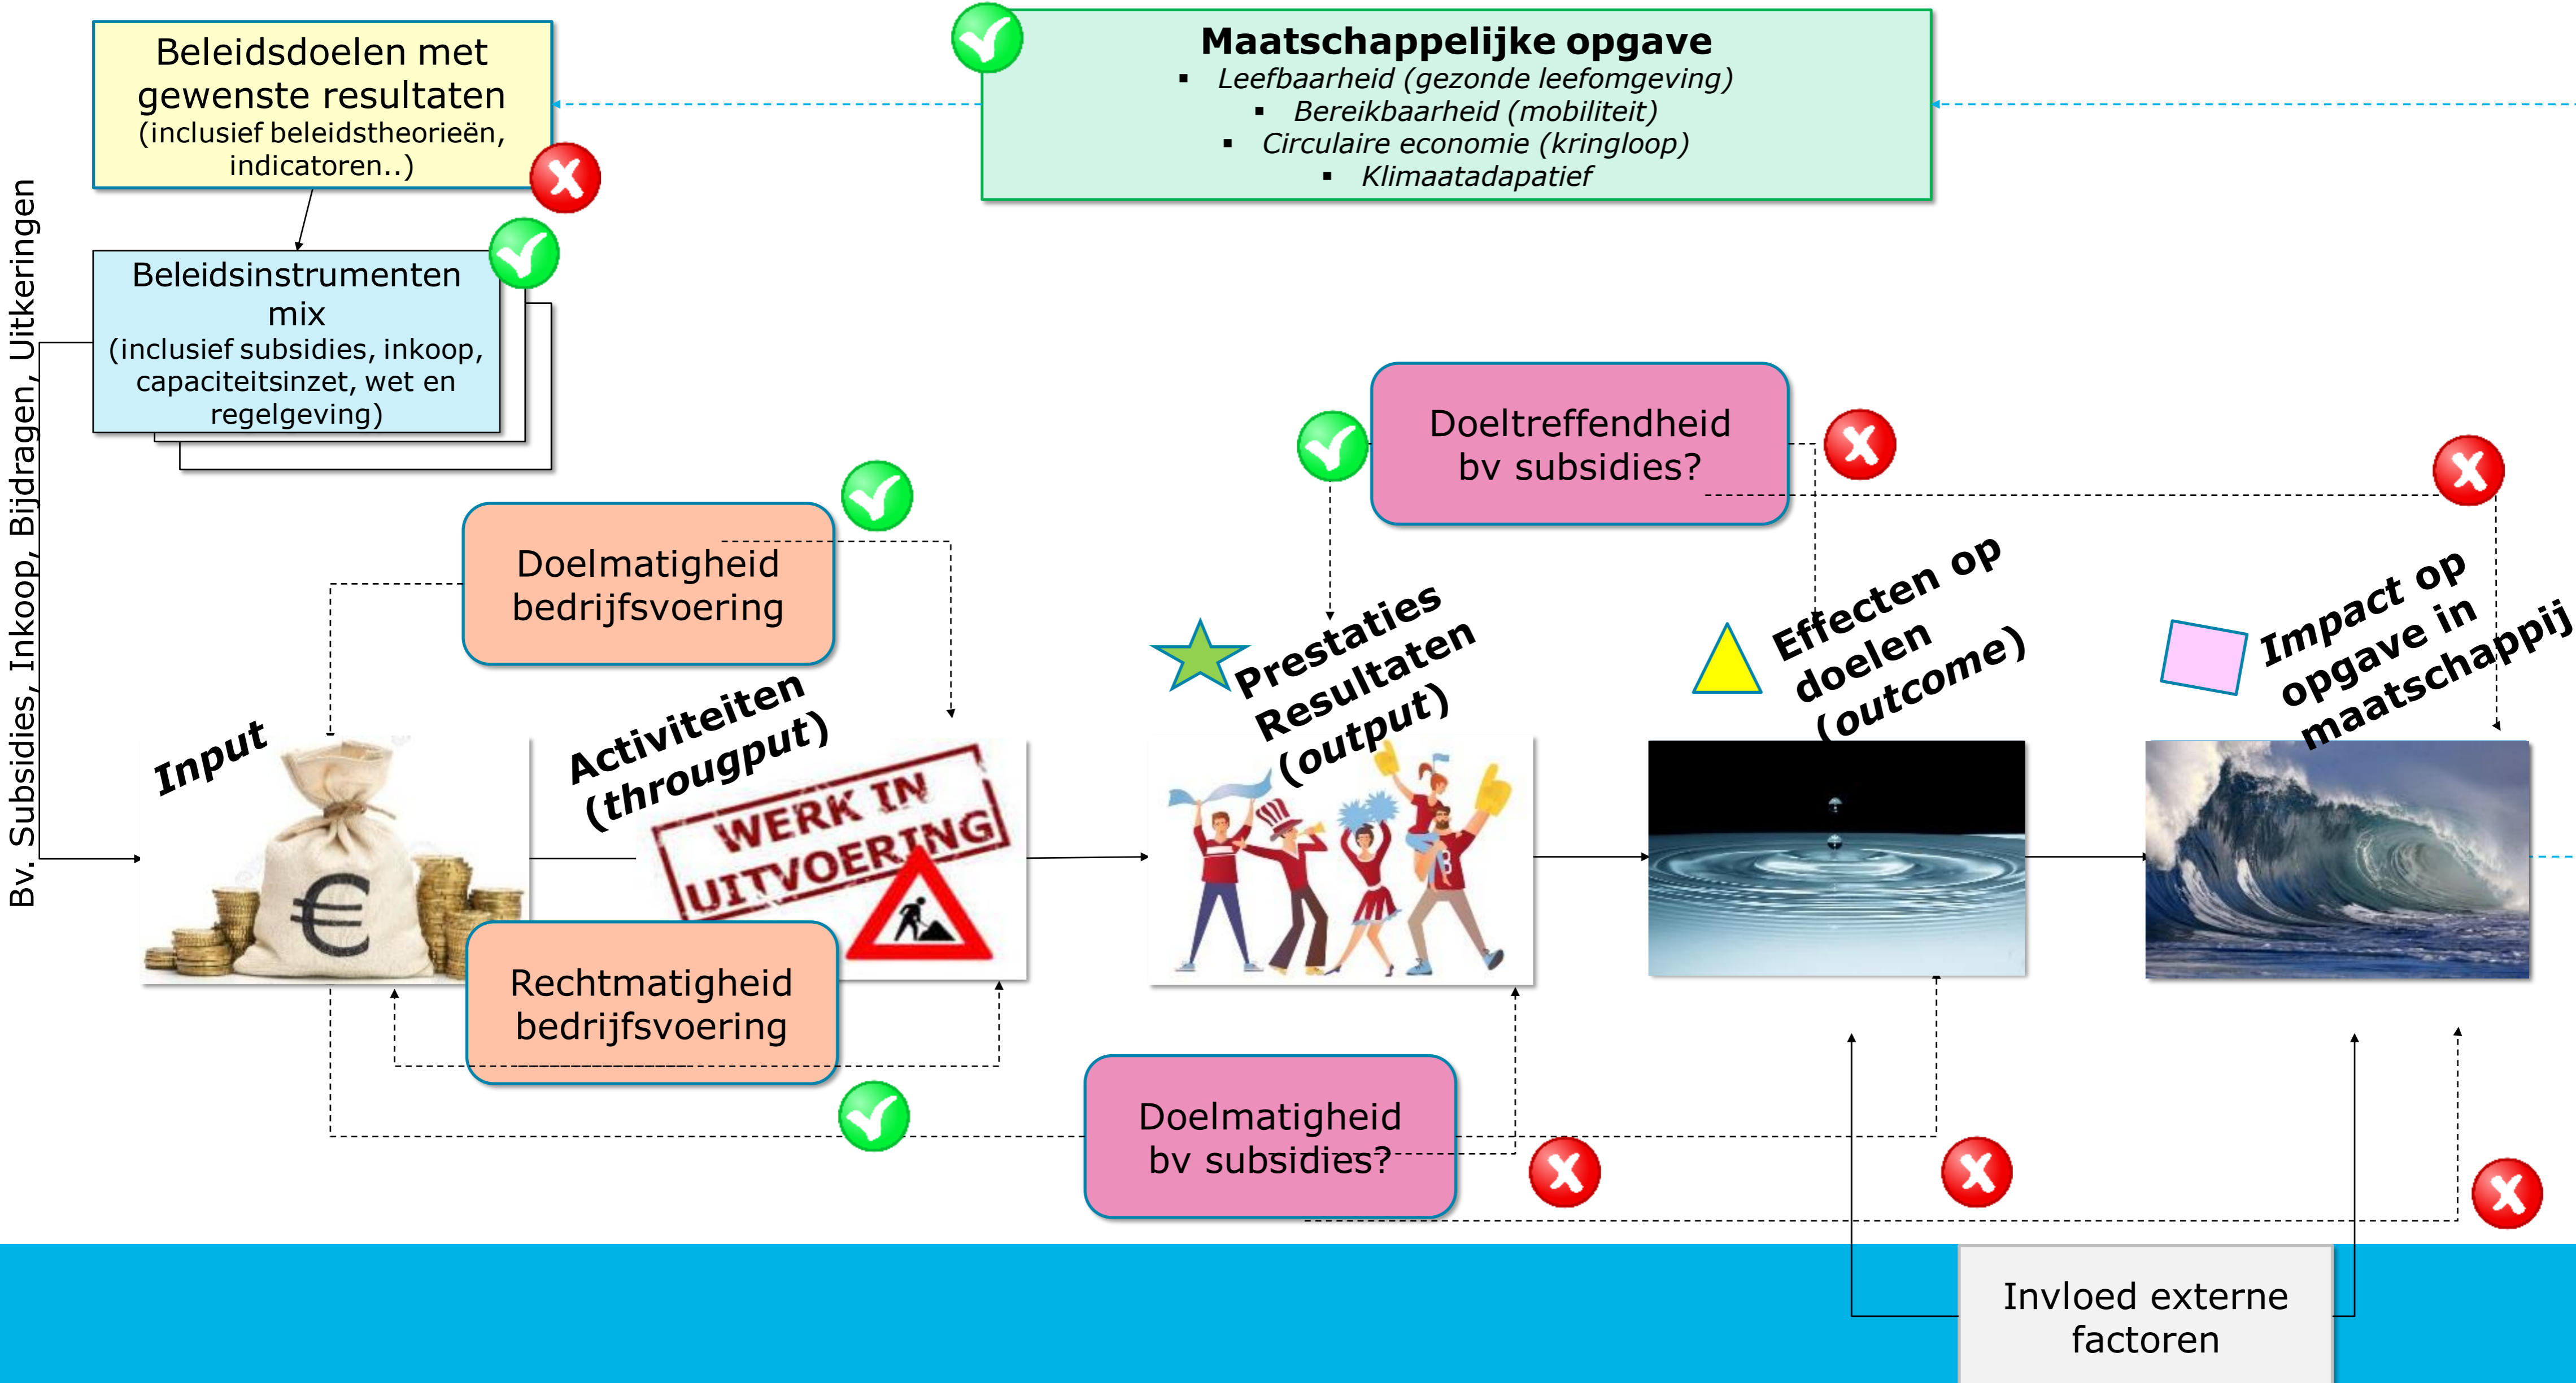 Beleidsdoelen met
gewenste resultaten
(inclusief beleidstheorieën,
indicatoren..)
Maatschappelijke opgave
▪ Leefbaarheid (gezonde leefomgeving)
▪ Bereikbaarheid (mobiliteit)
▪ Circulaire economie (kringloop)
▪ Klimaatadapatief
Bv. Subsidies, Inkoop, Bijdragen, Uitkeringen
Beleidsinstrumenten
mix
(inclusief subsidies, inkoop,
capaciteitsinzet, wet en
regelgeving)
Doeltreffendheid
bv subsidies?
Doelmatigheid
bedrijfsvoering
Input
Activiteiten
(througput)
Prestaties
Resultaten
(output)
Effecten op
doelen
(outcome)
Impact op
opgave in
maatschappij
WERK IN
UITVOERING
€
Rechtmatigheid
bedrijfsvoering
Doelmatigheid
bv subsidies?
Invloed externe
factoren